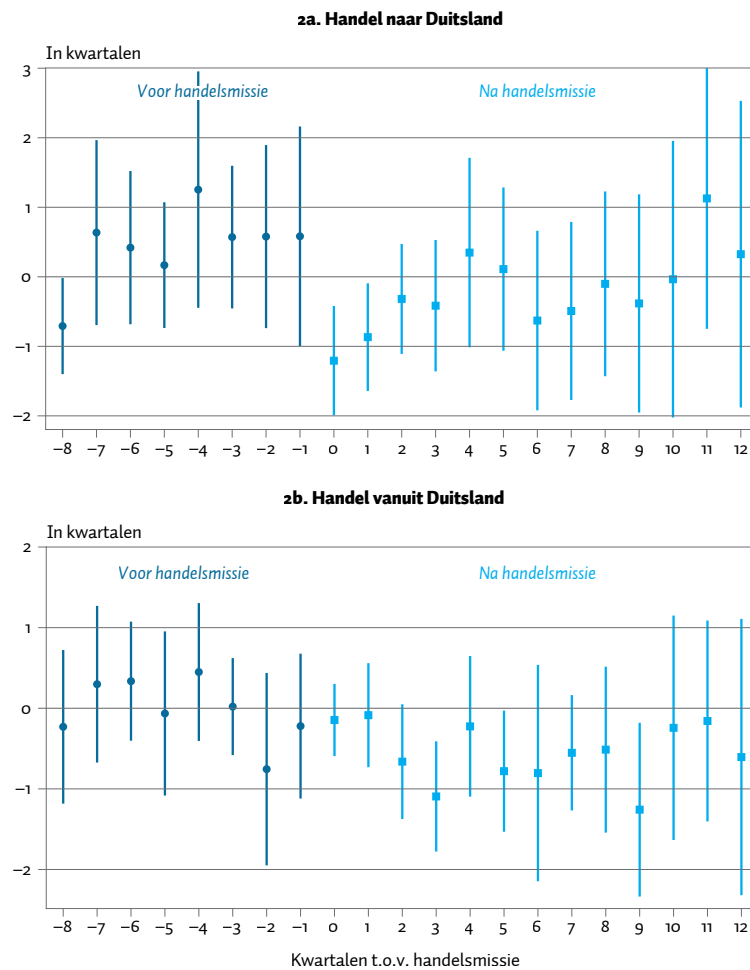 2a. Handel naar Duitsland
In kwartalen
3
Voor handelsmissie
Na handelsmissie
2
1
0
−1
−2
−8 −7 −6 −5 −4 −3 −2 −1 0 1 2 3 4 5 6 7 8 9 10 11 12
2b. Handel vanuit Duitsland
In kwartalen
2
Voor handelsmissie
Na handelsmissie
1
0
−1
−2
−8 −7 −6 −5 −4 −3 −2 −1 0 1 2 3 4 5 6 7 8 9 10 11 12
Kwartalen t.o.v. handelsmissie